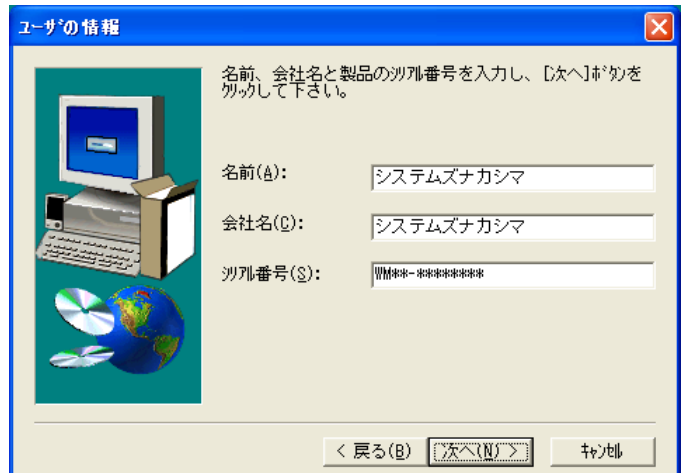 ユーザの情報
名前、会社名と製品のｼﾘｱﾙ番号を入力し、[次へ]ﾎﾞﾀﾝを
ｸﾘｯｸして下さい。
名前(A): システムズナカシマ
会社名(C): システムズナカシマ
ｼﾘｱﾙ番号(S): WM**-********
< 戻る(B) 次へ(N) > ｷｬﾝｾﾙ